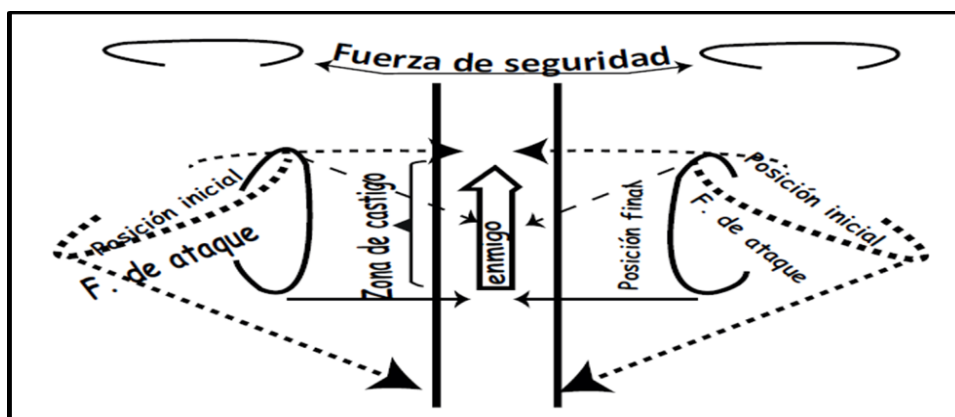 Fuerza de seguridad
Posición inicial
F. de ataque
Zona de castigo
enmigo
Posición final
Posición inicial
F. de ataque